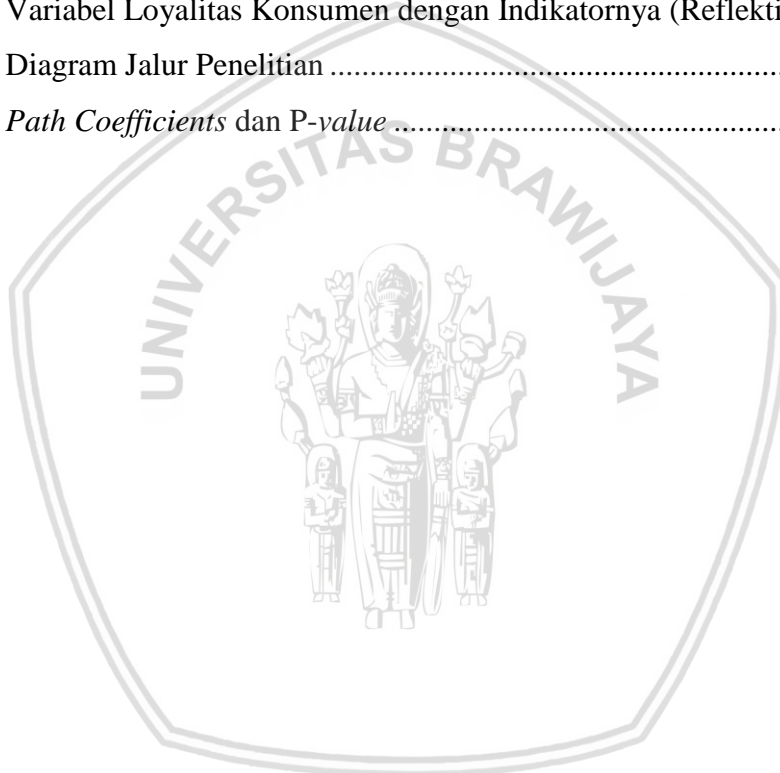 Variabel Loyalitas Konsumen dengan Indikatornya (Reflekti
Diagram Jalur Penelitian ..........................................................
Path Coefficients dan P-value ..................................................
UNIVERSITAS BRAWIJAYA